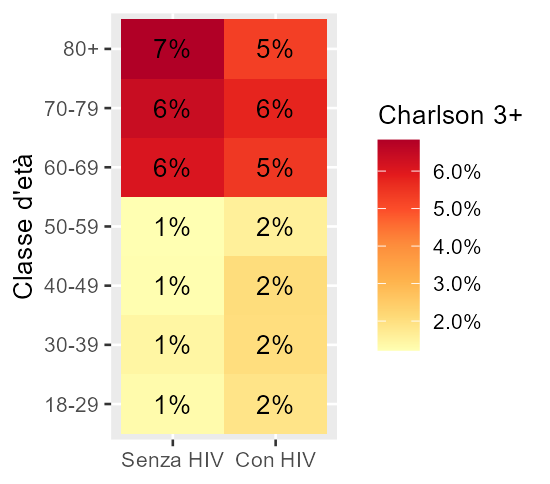 Classe d'età
80+ 7% 5%
70-79 6% 6%
60-69 6% 5%
50-59 1% 2%
40-49 1% 2%
30-39 1% 2%
18-29 1% 2%
Senza HIV Con HIV
Charlson 3+
6.0%
5.0%
4.0%
3.0%
2.0%